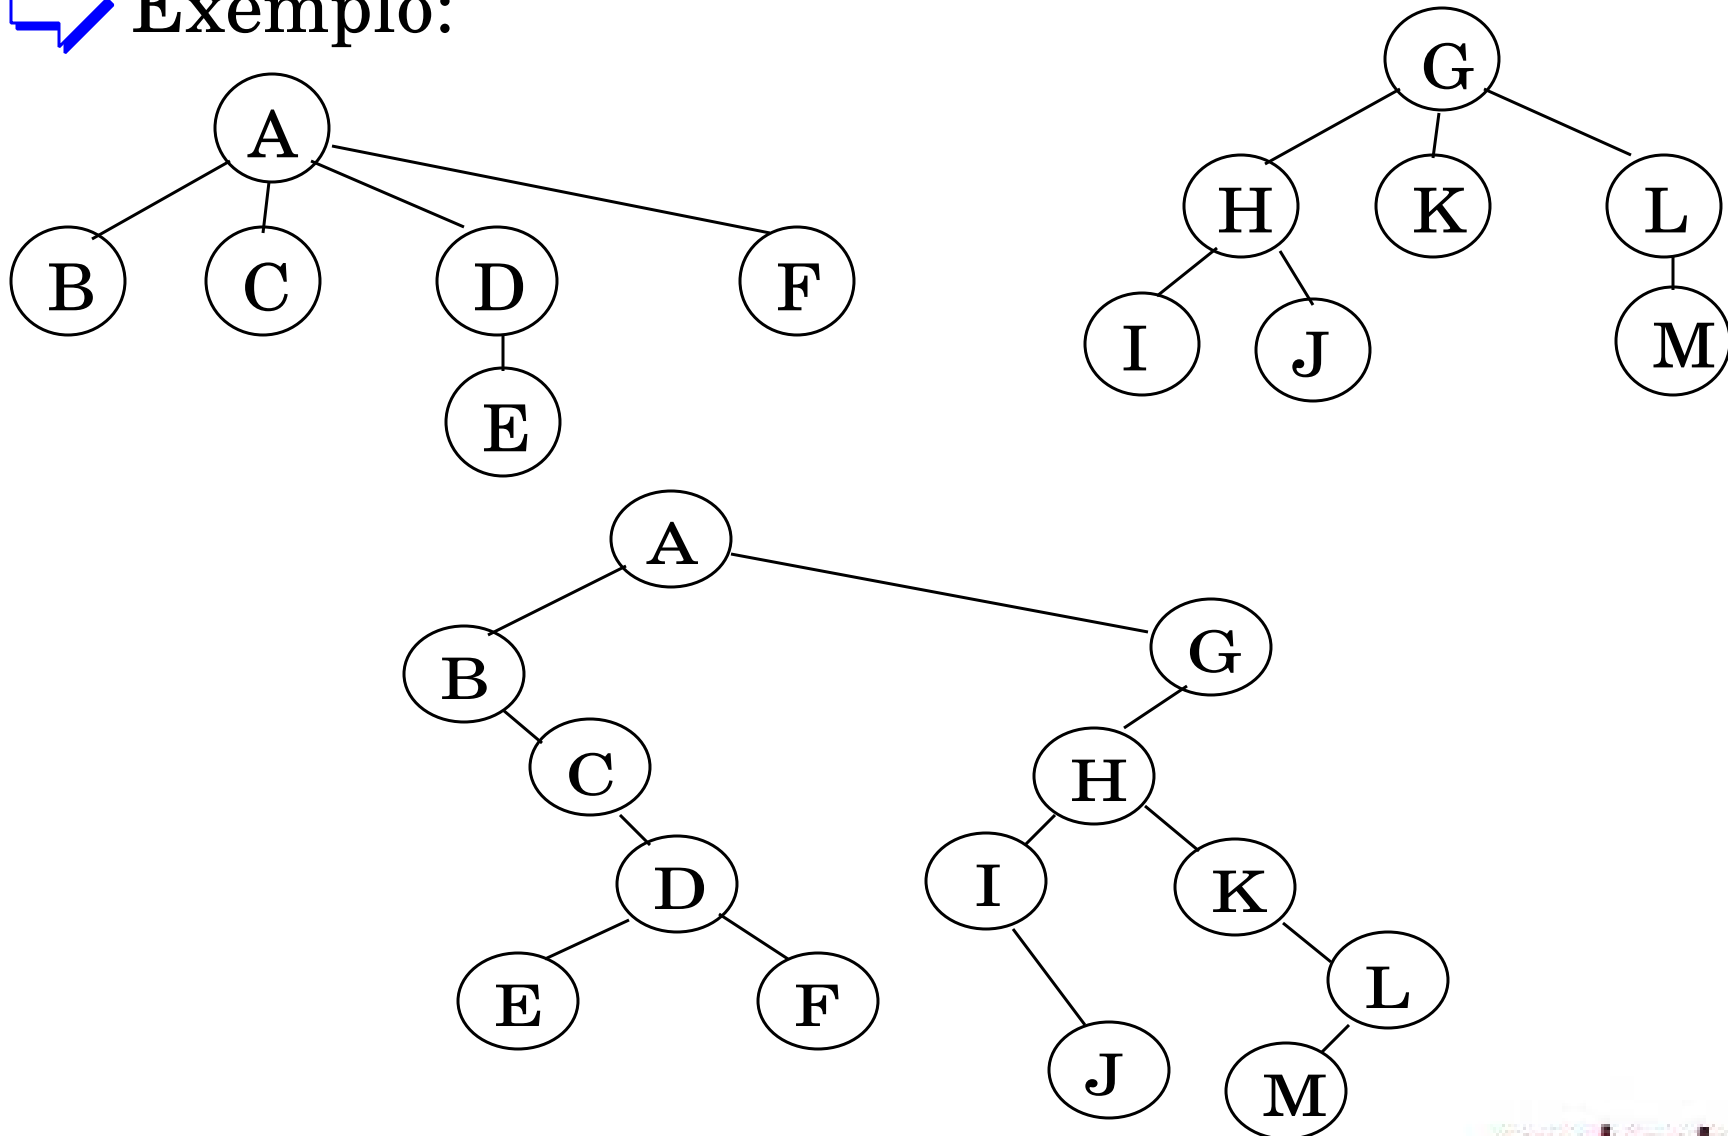 Exemplo:
A
B C D F
E
G
H K L
I J M
A
B G
C H
D I K
E F L
J M